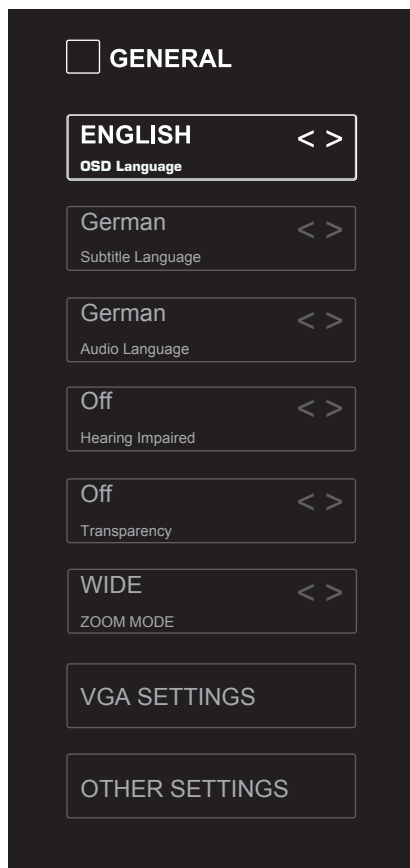 GENERAL
ENGLISH < >
OSD Language
German < >
Subtitle Language
German < >
Audio Language
Off < >
Hearing Impaired
Off < >
Transparency
WIDE < >
ZOOM MODE
VGA SETTINGS
OTHER SETTINGS